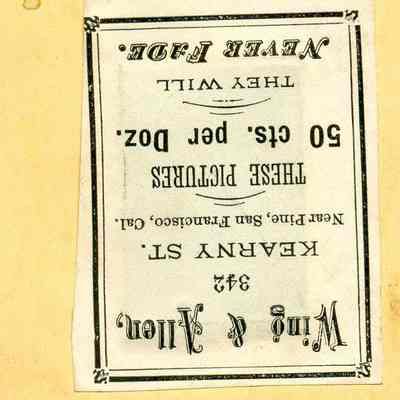 Wing & Allen,
342
KEARNY ST.
Near Pine, San Francisco, Cal.
THESE PICTURES
50 cts. per Doz.
THEY WILL
NEVER FADE.